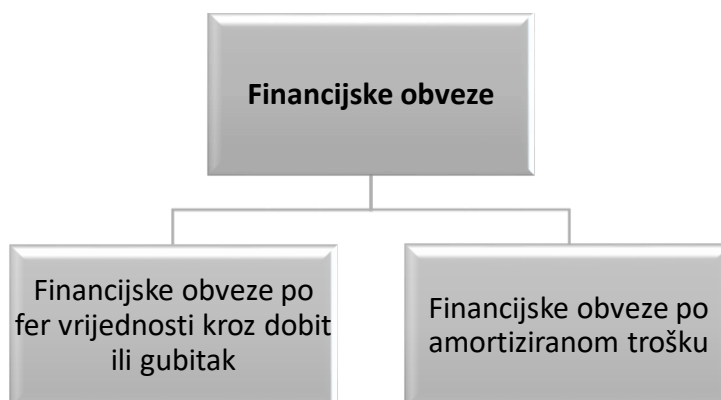 Financijske obveze
Financijske obveze po
fer vrijednosti kroz dobit
ili gubitak
Financijske obveze po
amortiziranom trošku